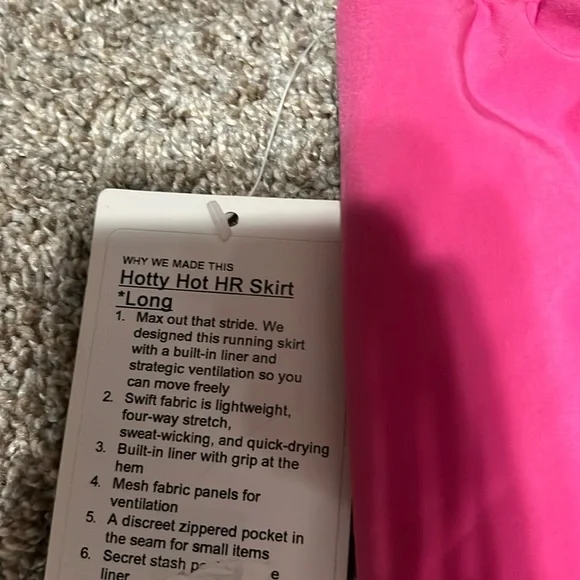 WHY WE MADE THIS
Hotty Hot HR Skirt
*Long
1. Max out that stride. We
designed this running skirt
with a built-in liner and
strategic ventilation so you
can move freely
2. Swift fabric is lightweight,
four-way stretch,
sweat-wicking, and quick-drying
3. Built-in liner with grip at the
hem
4. Mesh fabric panels for
ventilation
5. A discreet zippered pocket in
the seam for small items
6. Secret stash
liner